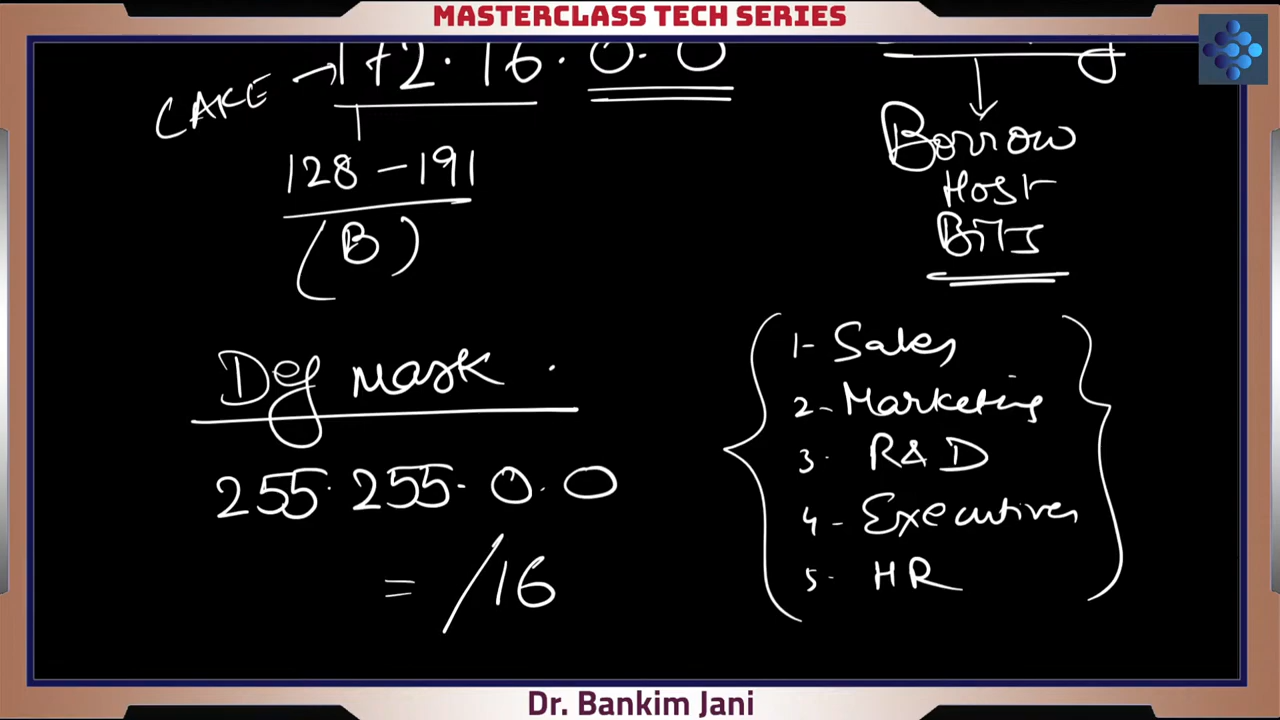 MASTERCLASS TECH SERIES
CAKE → 172.16.0.0
128 - 191
(B)
Borrow
Host
Bits
Def mask.
255.255.0.0
= /16
1- Sales
2- Marketing
3. R&D
4- Executives
5. HR
Dr. Bankim Jani